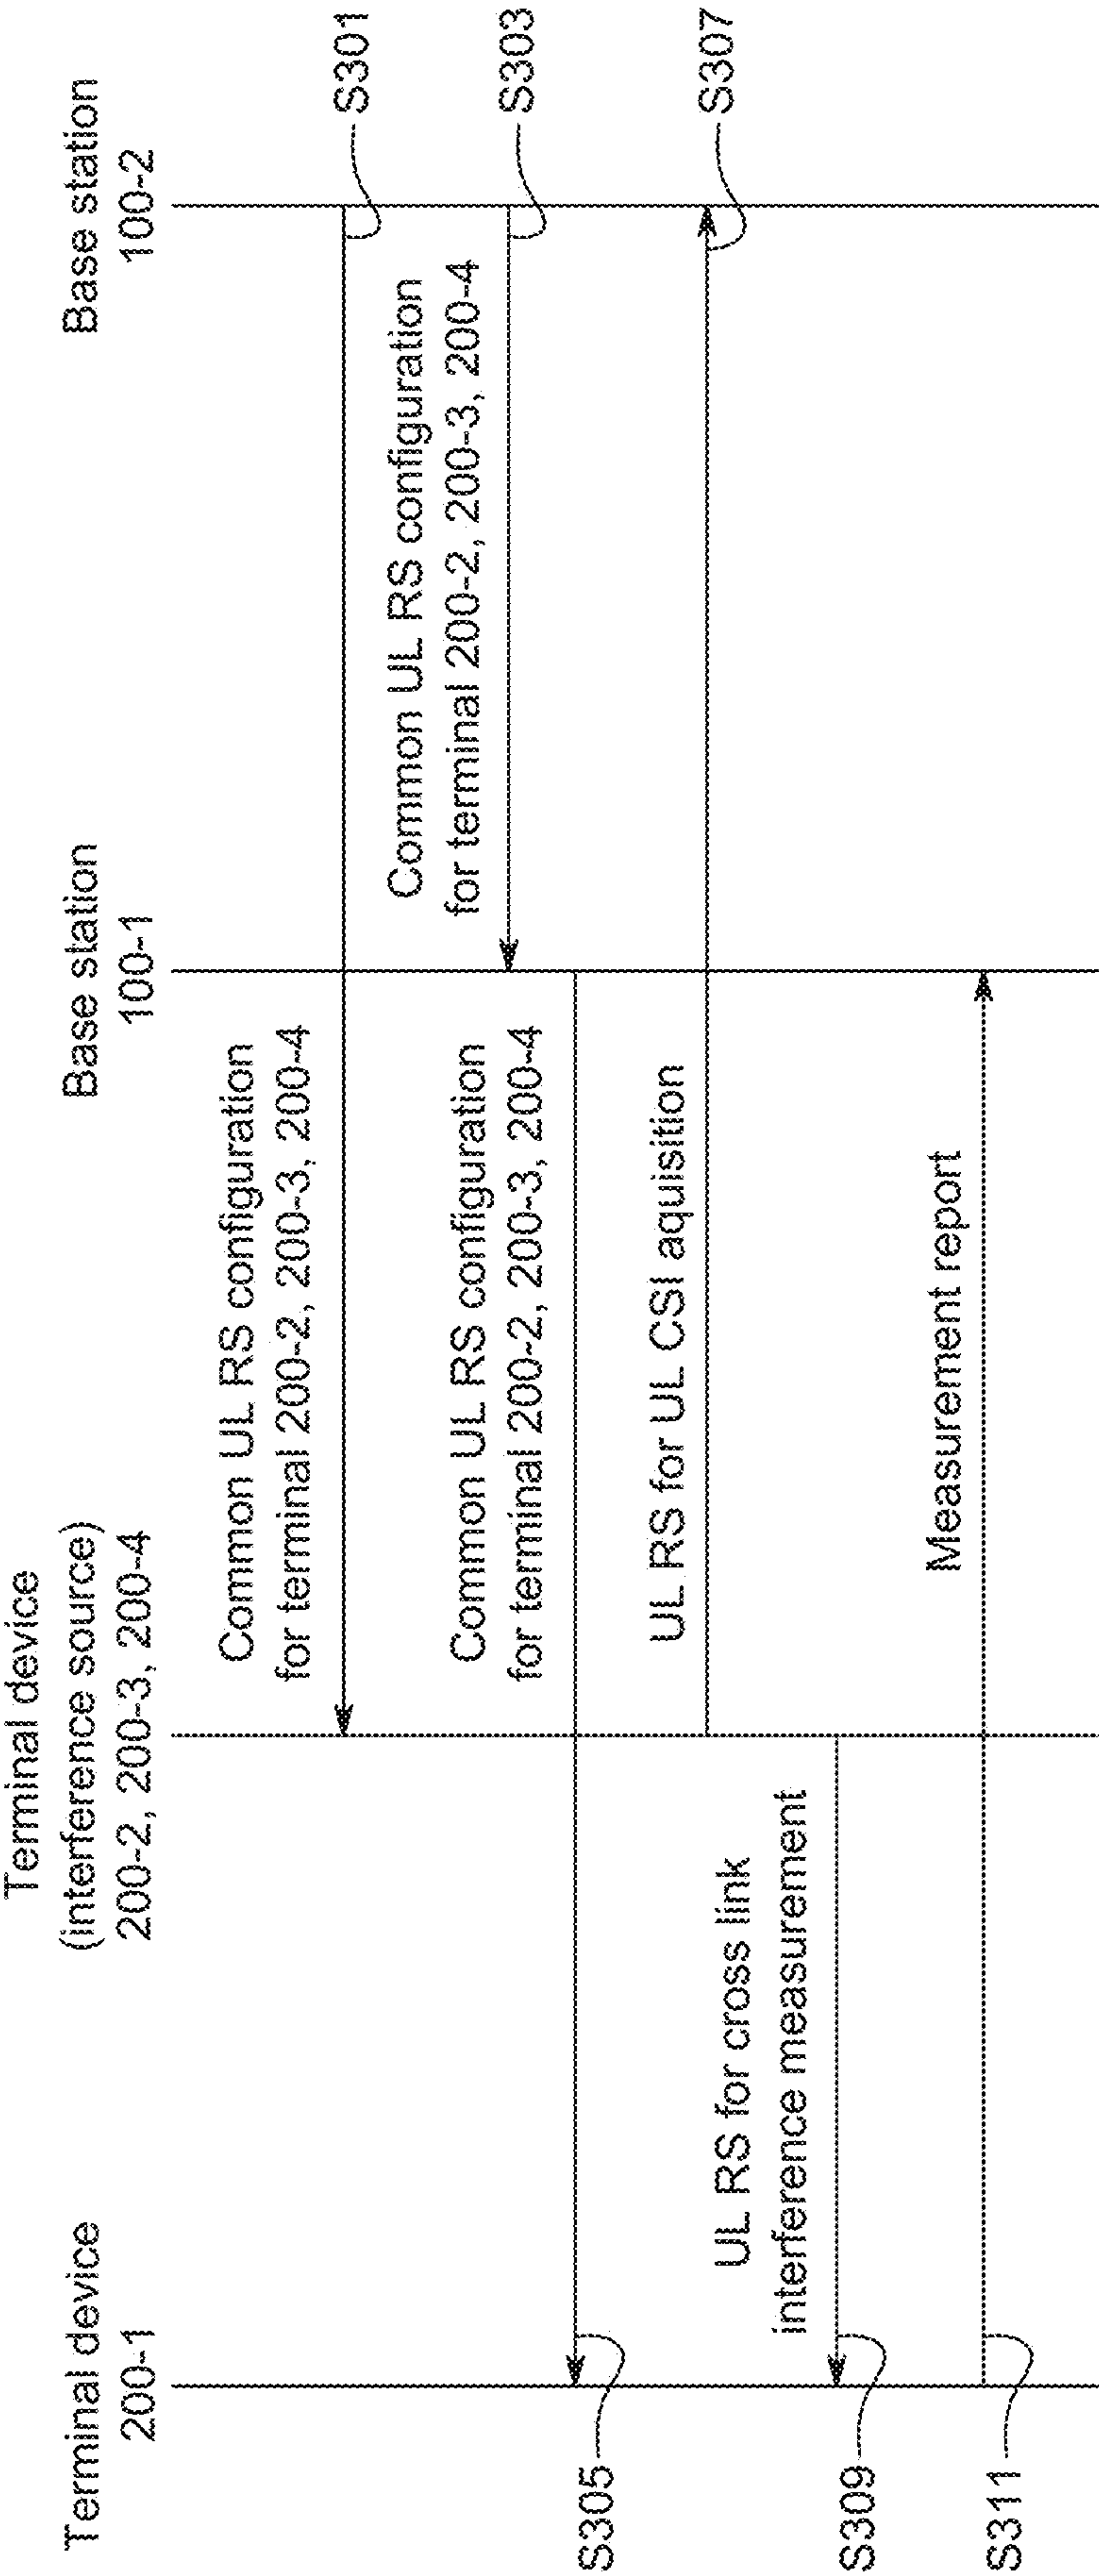 Terminal device
200-1
Terminal device
(interference source)
200-2, 200-3, 200-4
Base station
100-1
Base station
100-2
Common UL RS configuration
for terminal 200-2, 200-3, 200-4
S301
Common UL RS configuration
for terminal 200-2, 200-3, 200-4
S303
Common UL RS configuration
for terminal 200-2, 200-3, 200-4
S305
UL RS for UL CSI aquisition
S307
UL RS for cross link
interference measurement
S309
Measurement report
S311